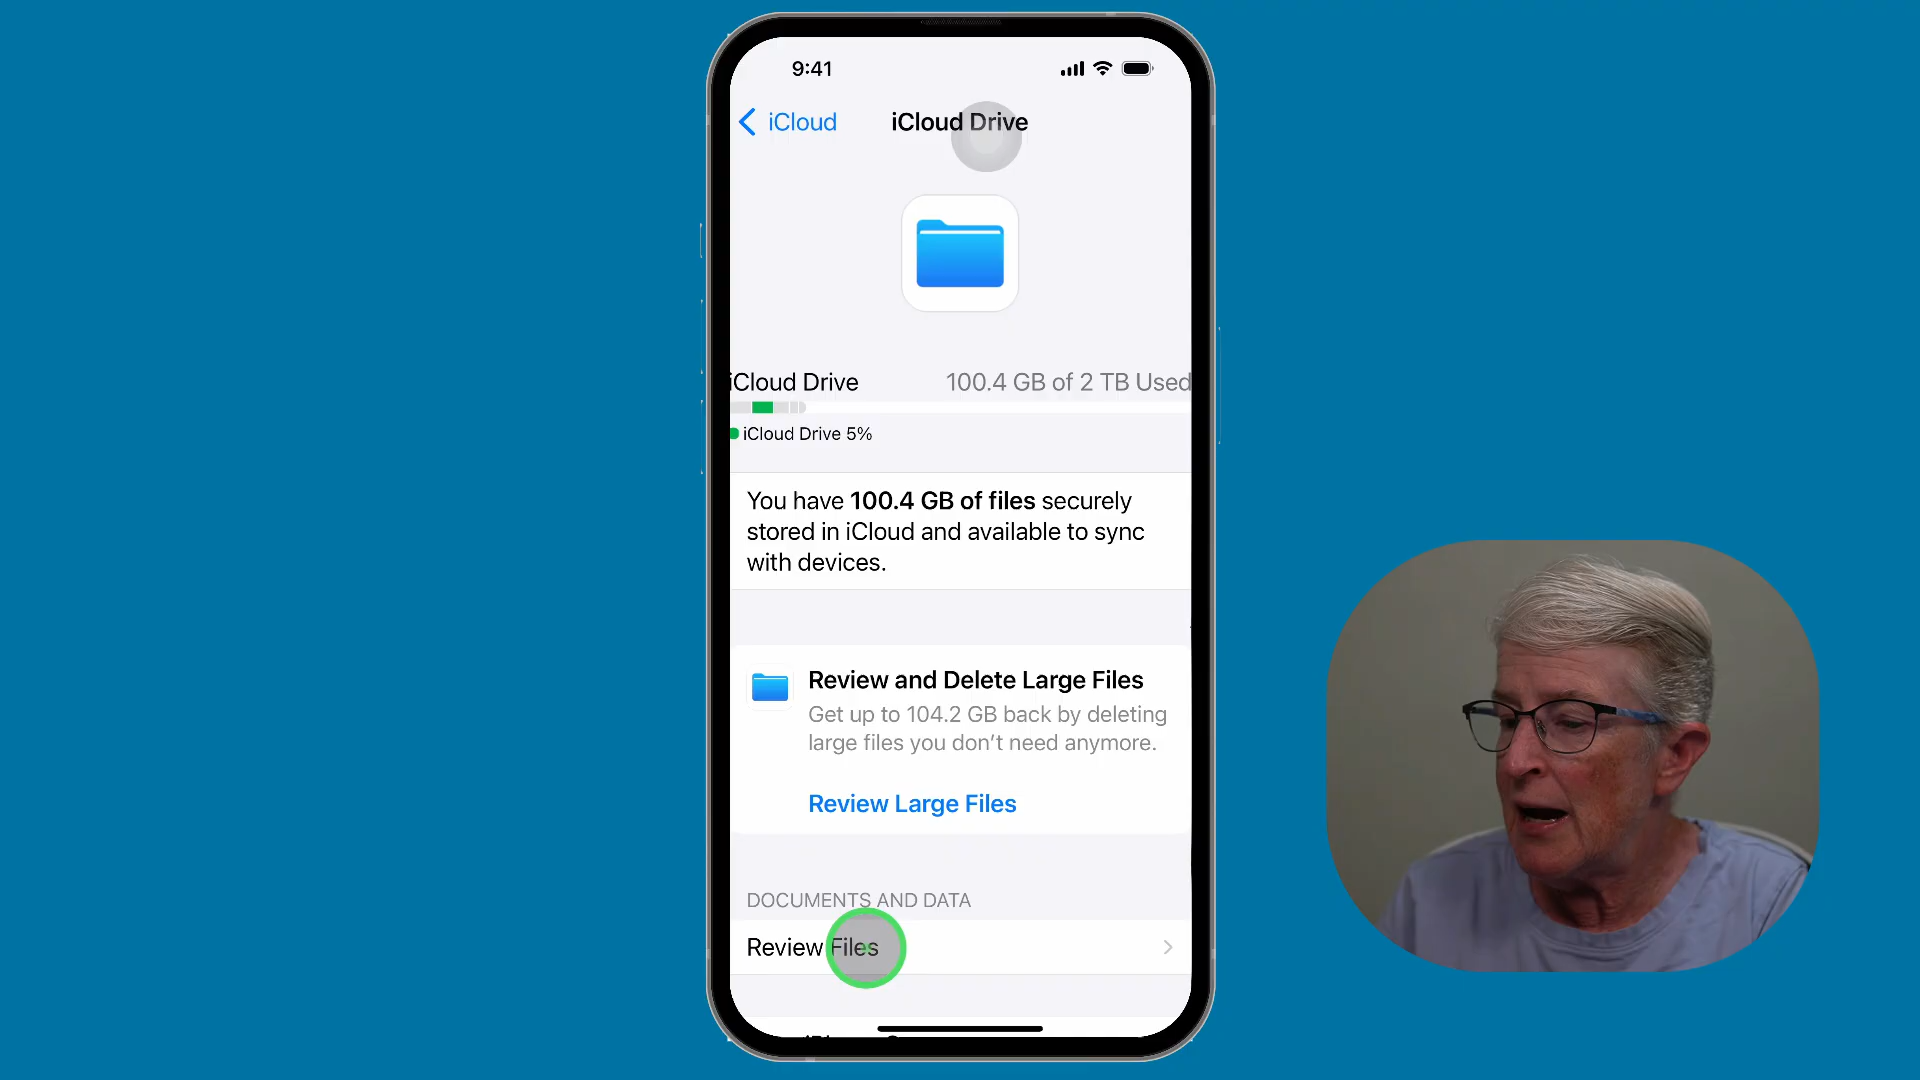 9:41
iCloud
iCloud Drive
iCloud Drive
100.4 GB of 2 TB Used
iCloud Drive 5%
You have 100.4 GB of files securely
stored in iCloud and available to sync
with devices.
Review and Delete Large Files
Get up to 104.2 GB back by deleting
large files you don’t need anymore.
Review Large Files
DOCUMENTS AND DATA
Review Files